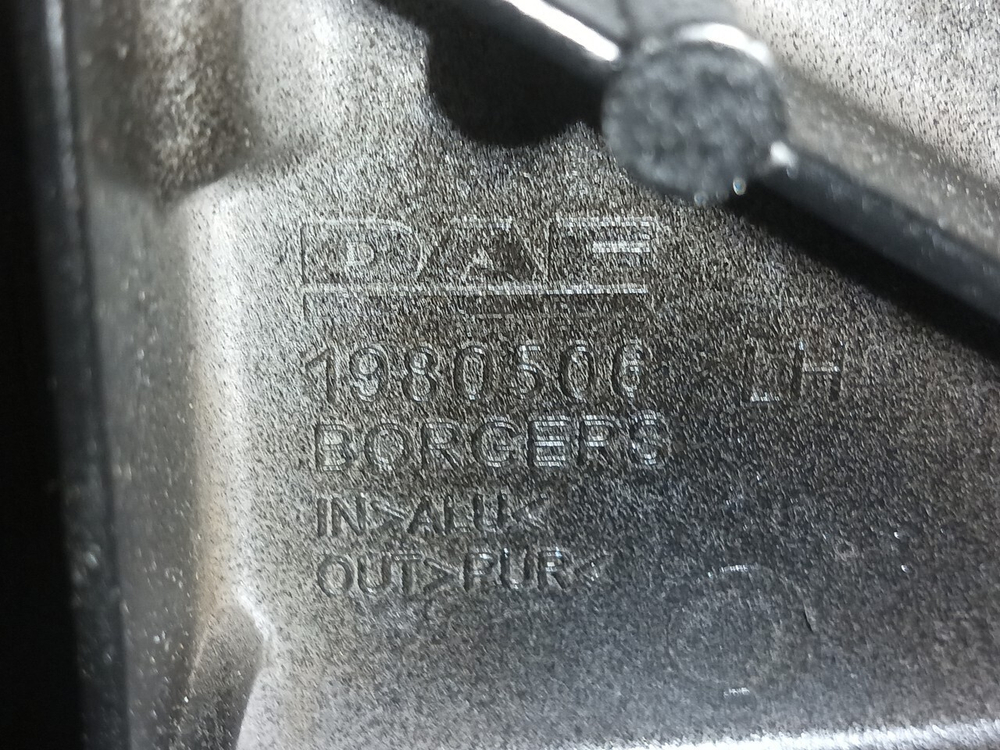 DAF
1980506 LH
BORGERS
IN>ALU<
OUT>PUR<